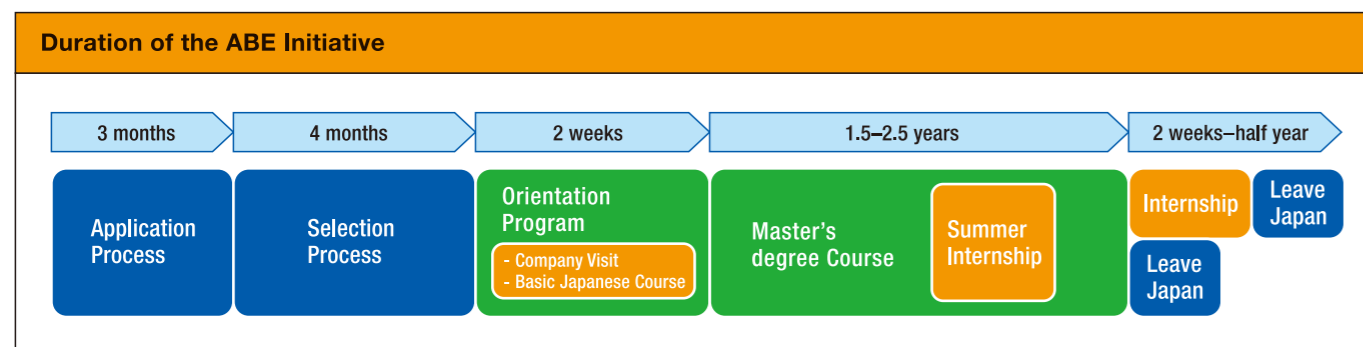 Duration of the ABE Initiative
3 months
4 months
2 weeks
1.5–2.5 years
2 weeks–half year
Application
Process
Selection
Process
Orientation
Program
- Company Visit
- Basic Japanese Course
Master's
degree Course
Summer
Internship
Internship
Leave
Japan
Leave
Japan